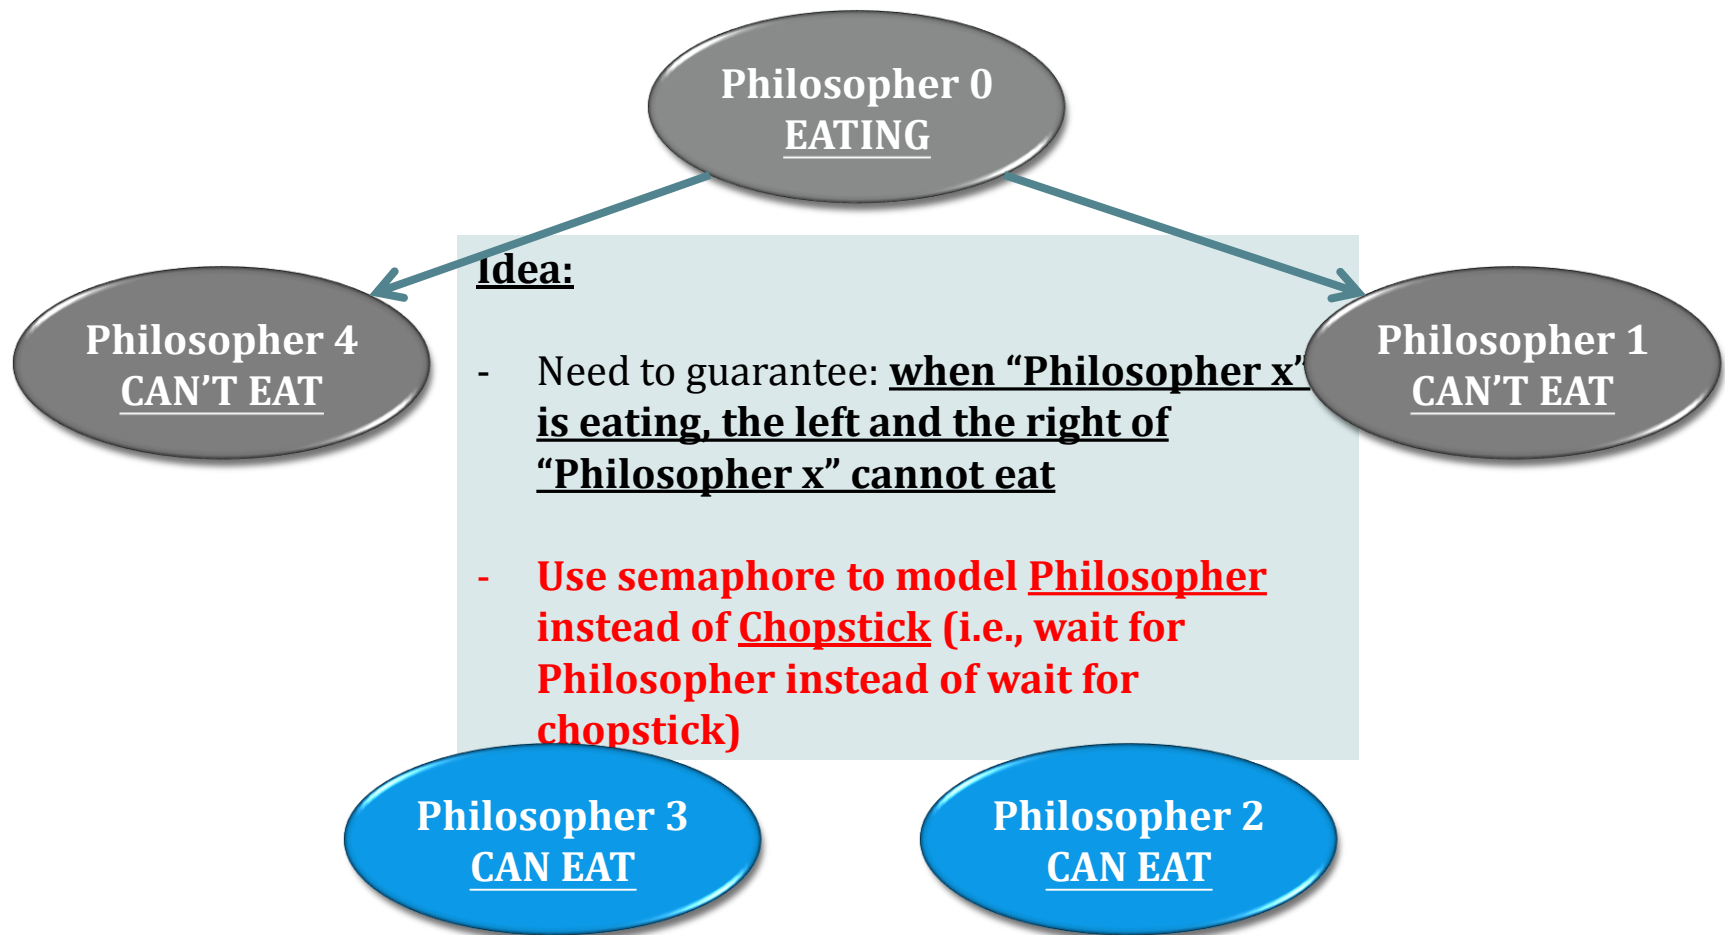 Philosopher 0
EATING
Idea:
Philosopher 4
CAN’T EAT
Philosopher 1
CAN’T EAT
- Need to guarantee: when “Philosopher x”
is eating, the left and the right of
“Philosopher x” cannot eat
- Use semaphore to model Philosopher
instead of Chopstick (i.e., wait for
Philosopher instead of wait for
chopstick)
Philosopher 3
CAN EAT
Philosopher 2
CAN EAT